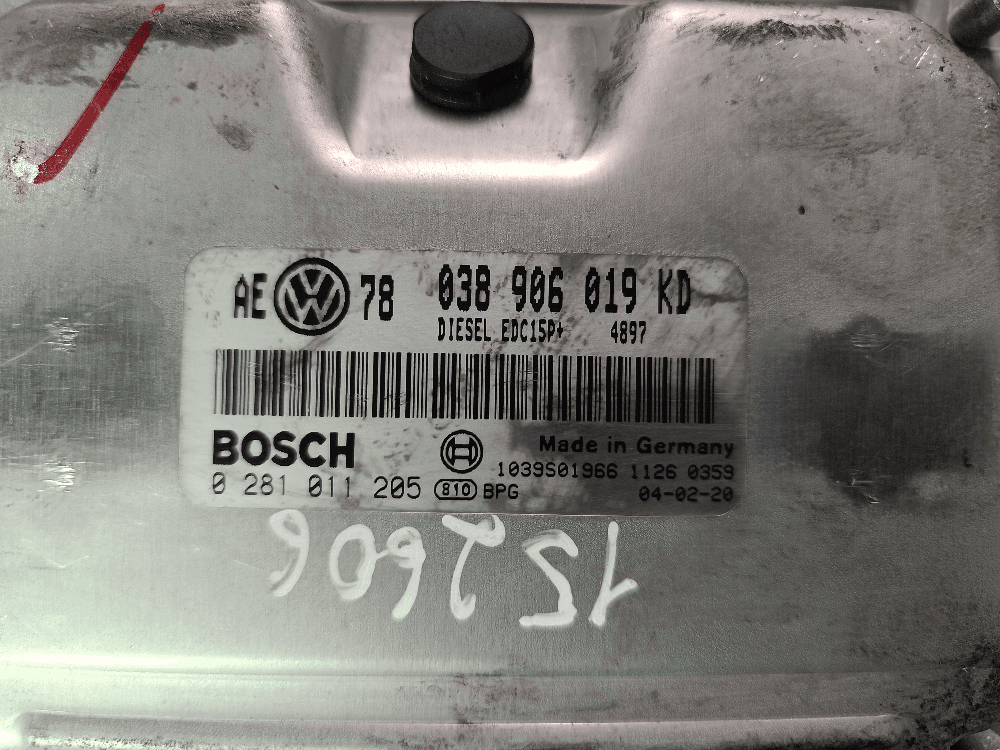 AE 78 038 906 019 KD
DIESEL EDC15P+ 4897
BOSCH Made in Germany
1039S01966 1126 0359
0 281 011 205 810 BPG 04-02-20
152606